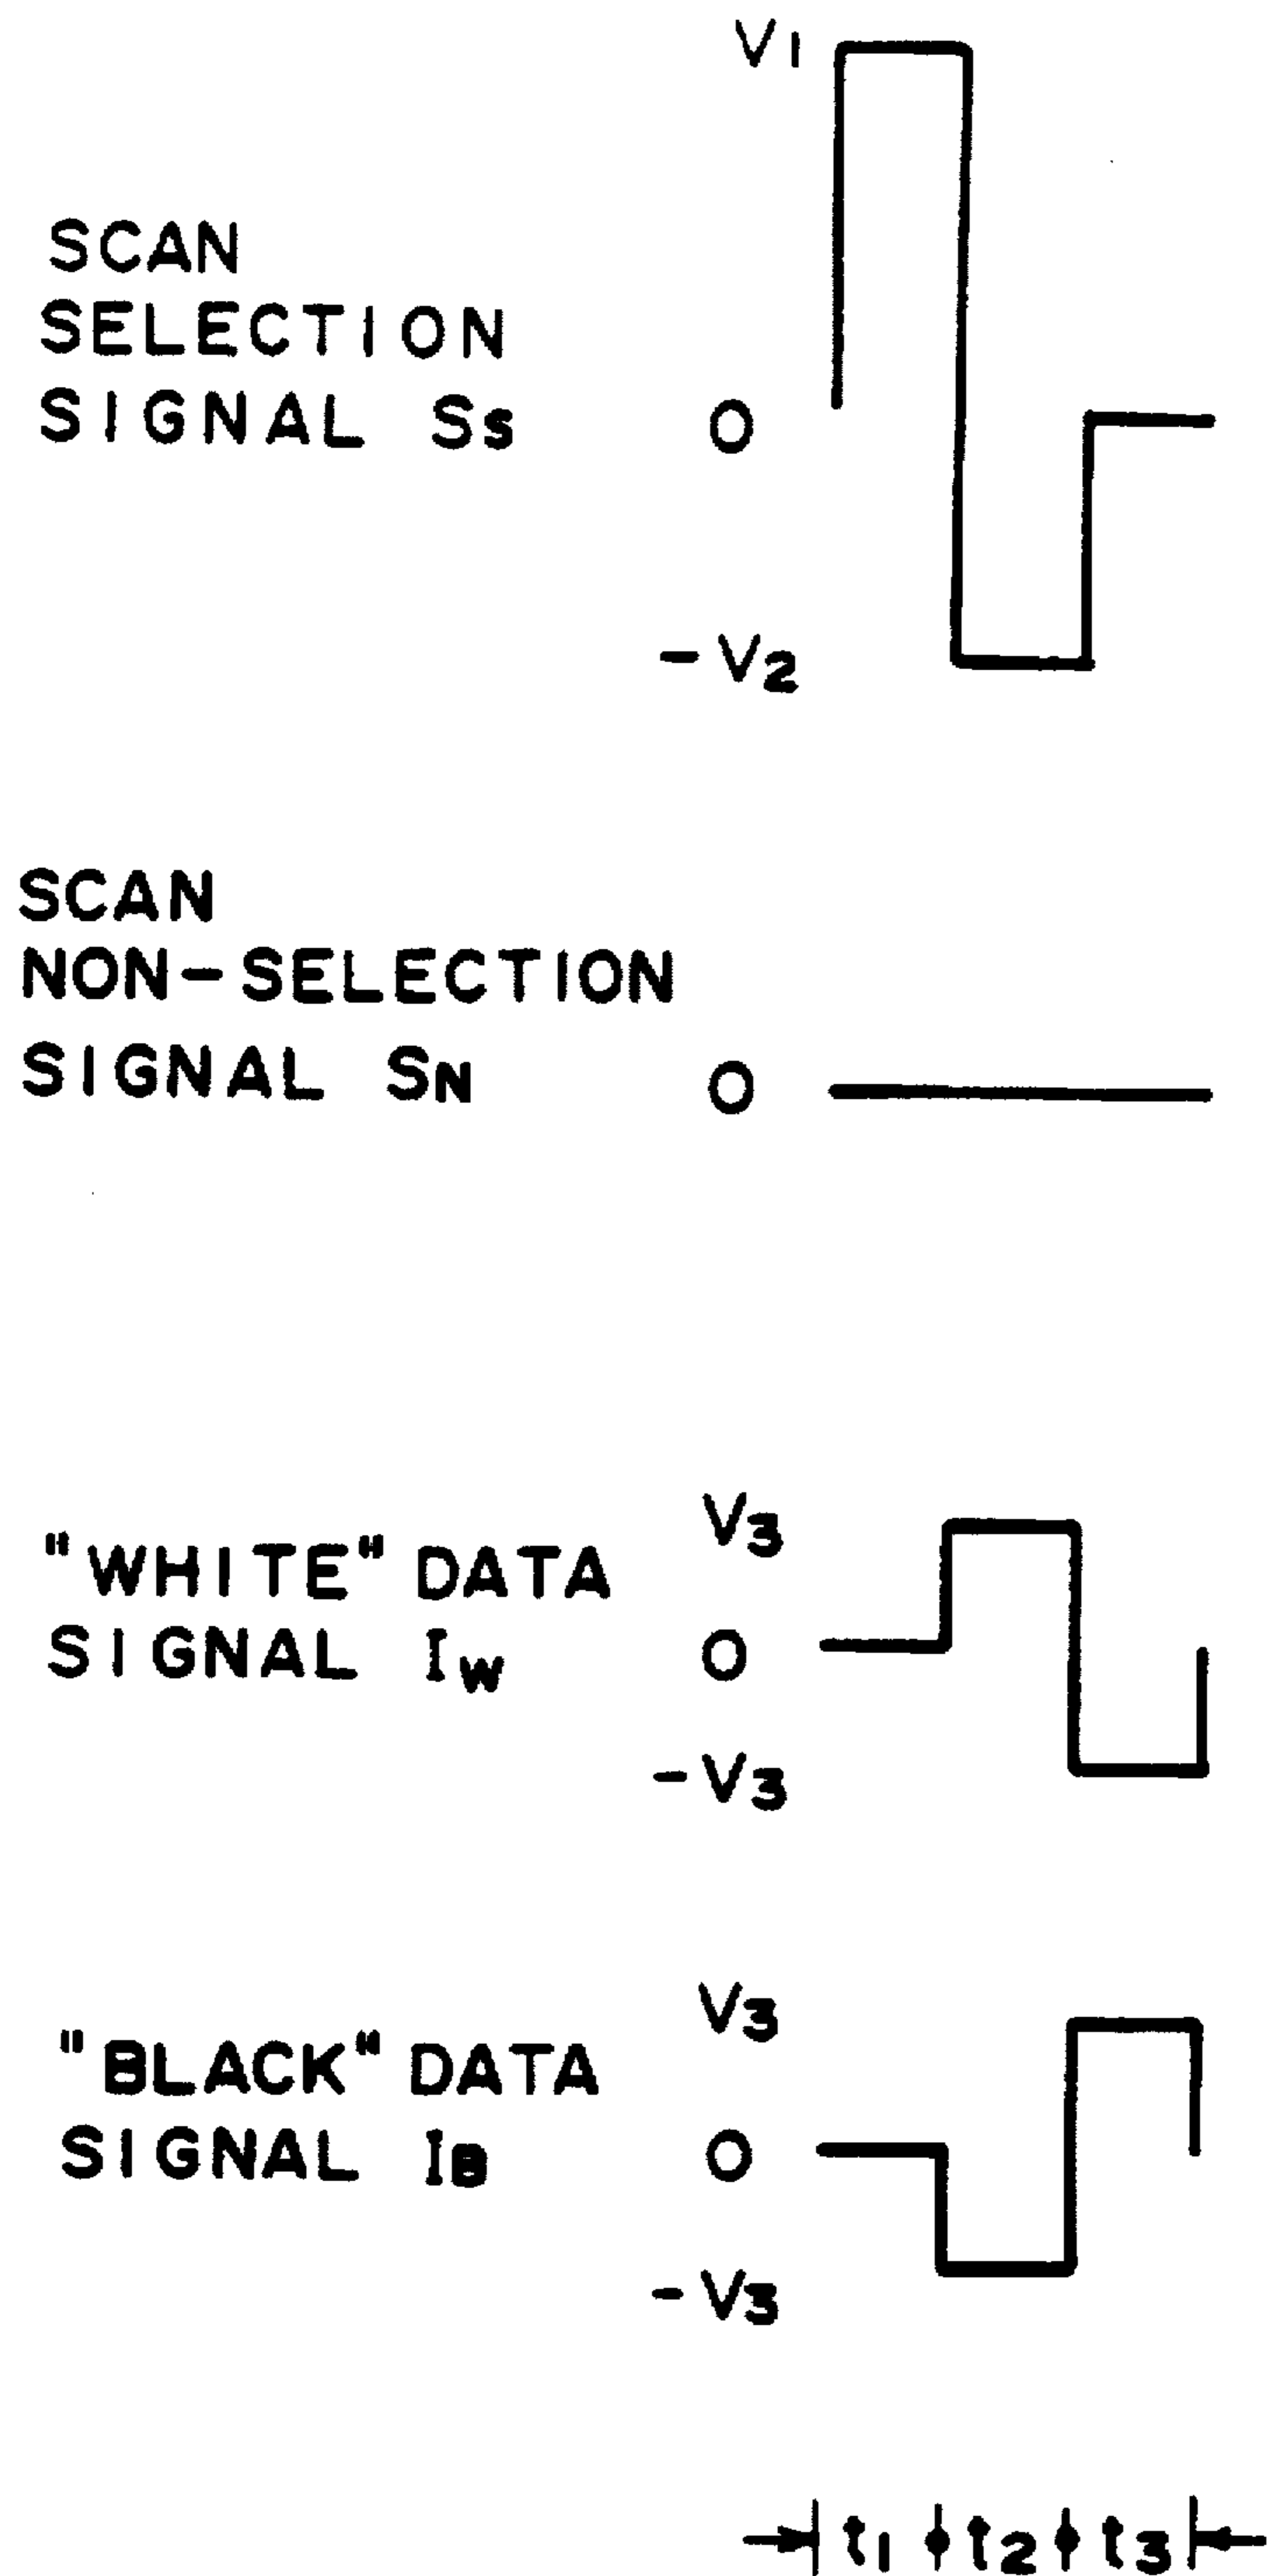 V1
SCAN
SELECTION
SIGNAL Ss
0
-V2
SCAN
NON-SELECTION
SIGNAL SN
0
V3
"WHITE" DATA
SIGNAL Iw
0
-V3
V3
"BLACK" DATA
SIGNAL IB
0
-V3
t1 t2 t3